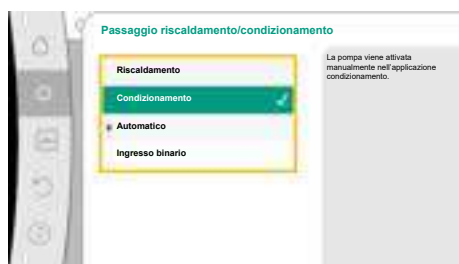 Passaggio riscaldamento/condizionamento
Riscaldamento
Condizionamento
Automatico
Ingresso binario
La pompa viene attivata
manualmente nell'applicazione
condizionamento.